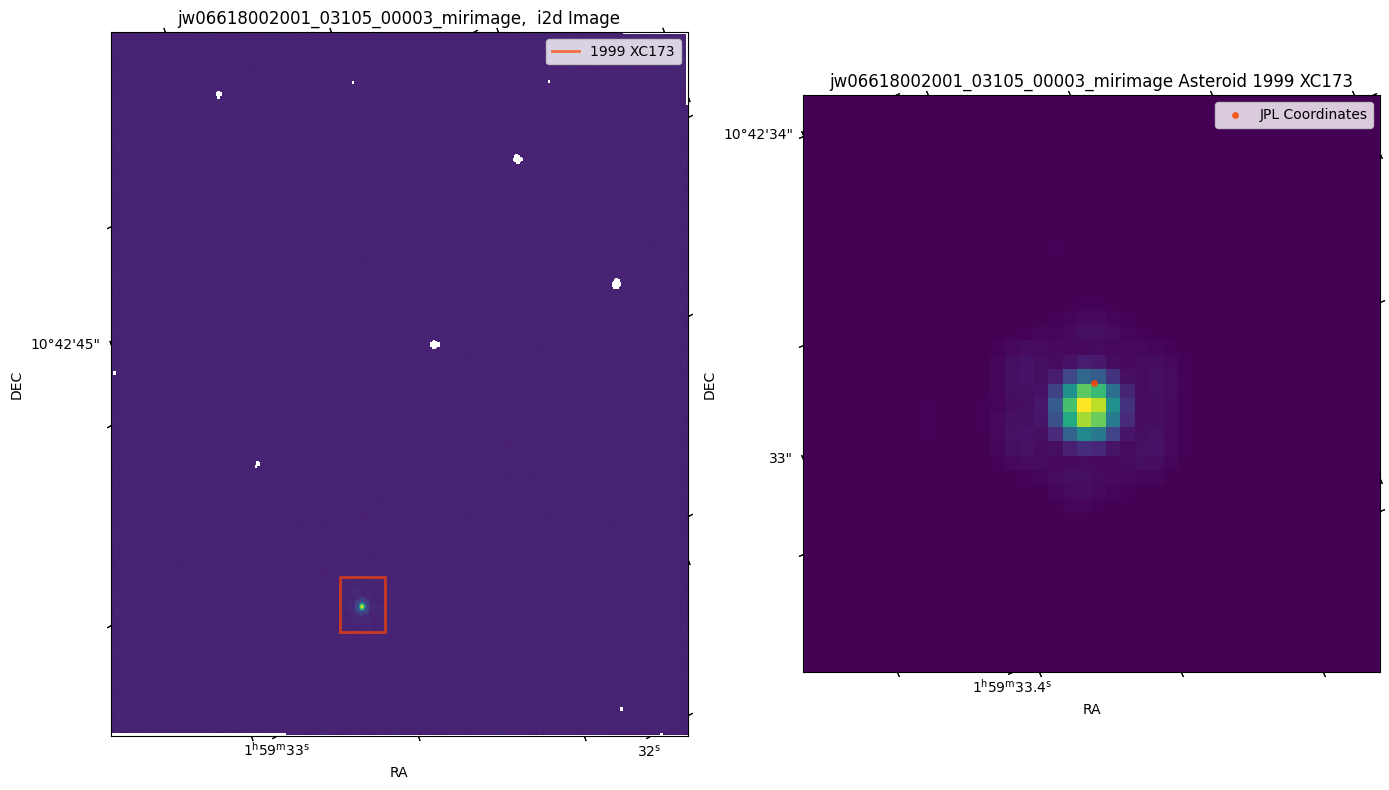 jw06618002001_03105_00003_mirimage,  i2d Image
1999 XC173
10°42'45"
DEC
1ʰ59ᵐ33ˢ
32ˢ
RA
jw06618002001_03105_00003_mirimage Asteroid 1999 XC173
JPL Coordinates
10°42'34"
33"
DEC
1ʰ59ᵐ33.4ˢ
RA